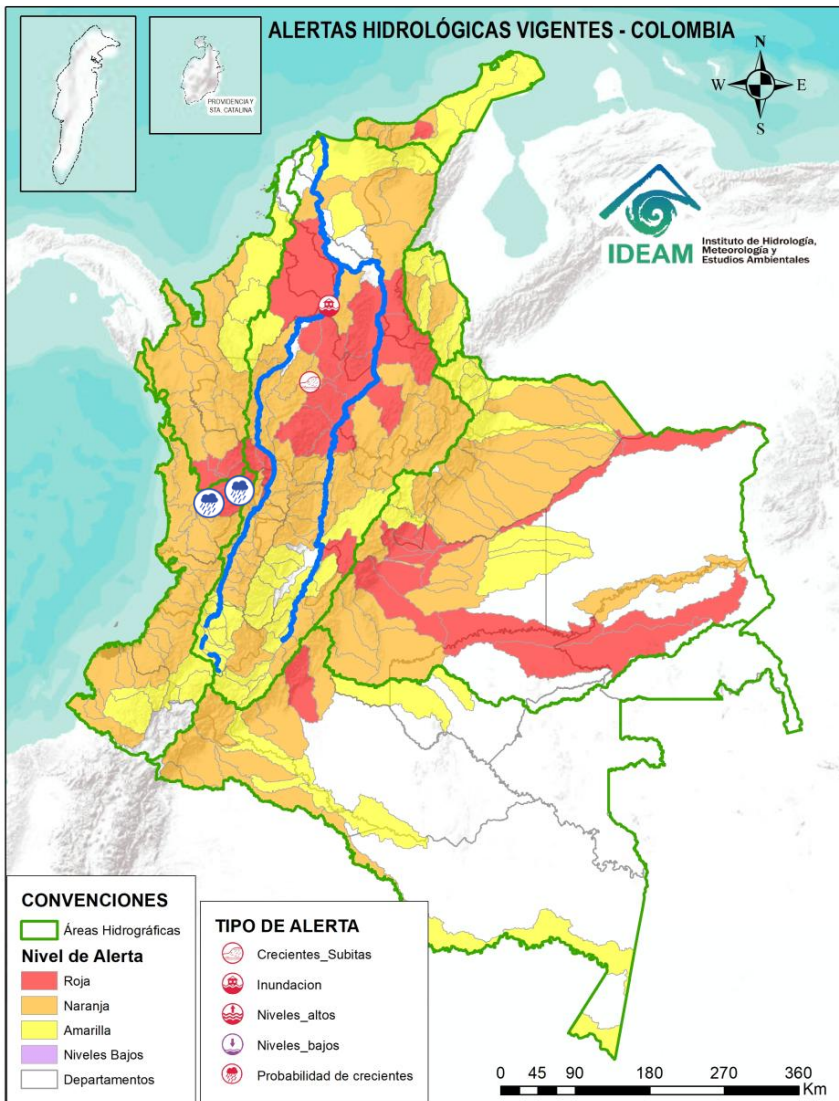 ALERTAS HIDROLÓGICAS VIGENTES - COLOMBIA
PROVIDENCIA Y
STA. CATALINA
N
W
E
S
IDEAM
Instituto de Hidrología,
Meteorología y
Estudios Ambientales
CONVENCIONES
Áreas Hidrográficas
Nivel de Alerta
Roja
Naranja
Amarilla
Niveles Bajos
Departamentos
TIPO DE ALERTA
Crecientes_Subitas
Inundacion
Niveles_altos
Niveles_bajos
Probabilidad de crecientes
0 45 90 180 270 360
Km